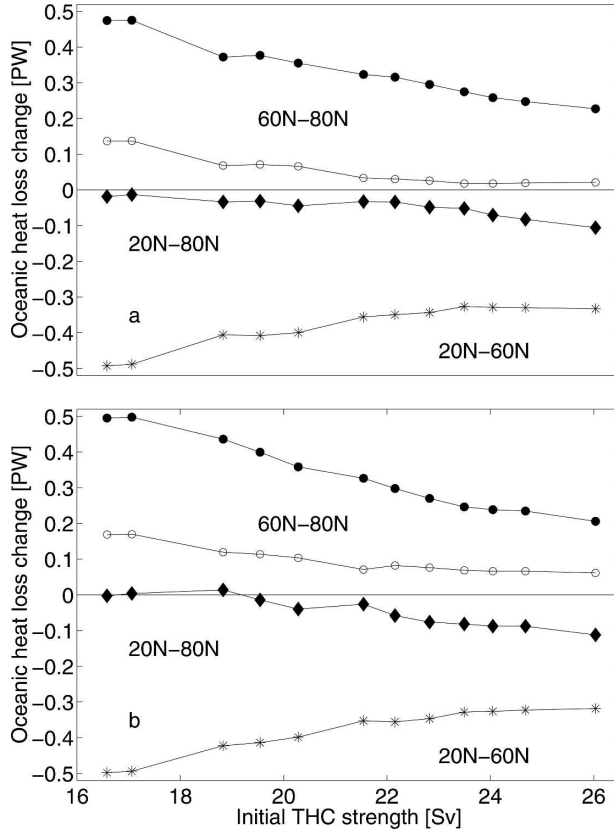 0.5
0.4
0.3
0.2
0.1
0
−0.1
−0.2
−0.3
−0.4
−0.5
Oceanic heat loss change [PW]
60N−80N
20N−80N
a
20N−60N
0.5
0.4
0.3
0.2
0.1
0
−0.1
−0.2
−0.3
−0.4
−0.5
Oceanic heat loss change [PW]
60N−80N
20N−80N
b
20N−60N
16 18 20 22 24 26
Initial THC strength [Sv]